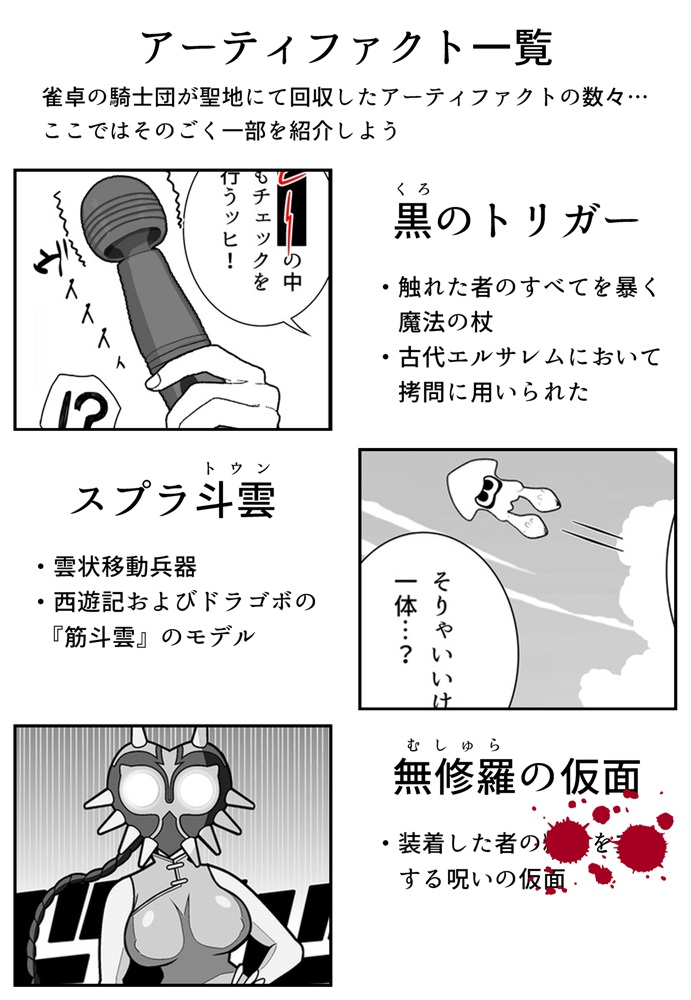 アーティファクト一覧
雀卓の騎士団が聖地にて回収したアーティファクトの数々…
ここではそのごく一部を紹介しよう
の中
もチェックを
行うッヒ!
!?
くろ
黒のトリガー
・触れた者のすべてを暴く
魔法の杖
・古代エルサレムにおいて
拷問に用いられた
トウン
スプラ斗雲
・雲状移動兵器
・西遊記およびドラゴボの
『筋斗雲』のモデル
そりゃいいけ
一体…?
むしゅら
無修羅の仮面
・装着した者の を
する呪いの仮面